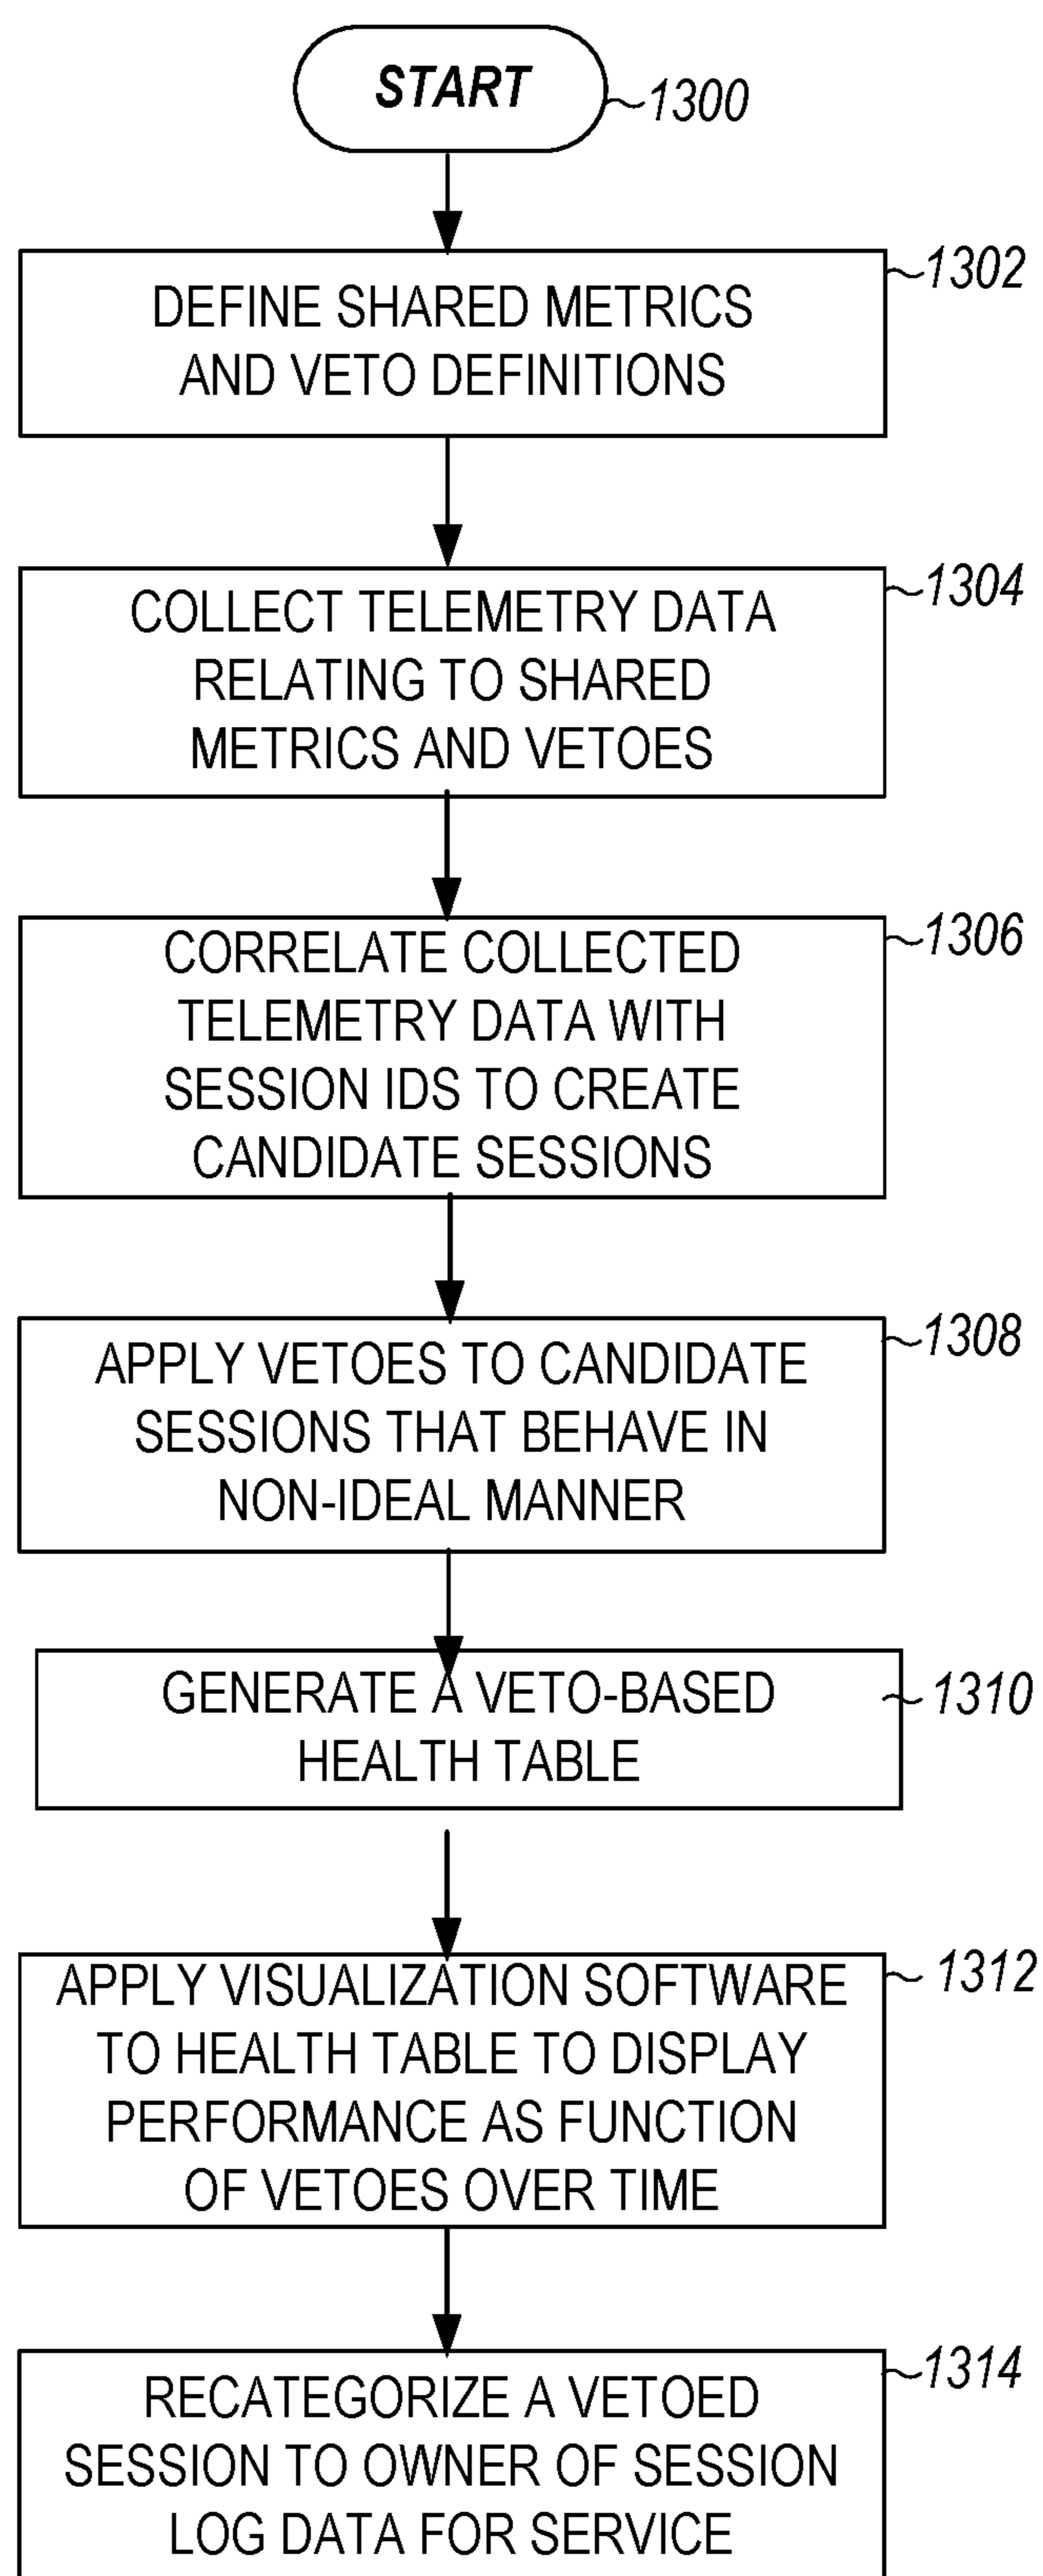 START
1300
DEFINE SHARED METRICS
AND VETO DEFINITIONS
1302
COLLECT TELEMETRY DATA
RELATING TO SHARED
METRICS AND VETOES
1304
CORRELATE COLLECTED
TELEMETRY DATA WITH
SESSION IDS TO CREATE
CANDIDATE SESSIONS
1306
APPLY VETOES TO CANDIDATE
SESSIONS THAT BEHAVE IN
NON-IDEAL MANNER
1308
GENERATE A VETO-BASED
HEALTH TABLE
1310
APPLY VISUALIZATION SOFTWARE
TO HEALTH TABLE TO DISPLAY
PERFORMANCE AS FUNCTION
OF VETOES OVER TIME
1312
RECATEGORIZE A VETOED
SESSION TO OWNER OF SESSION
LOG DATA FOR SERVICE
1314